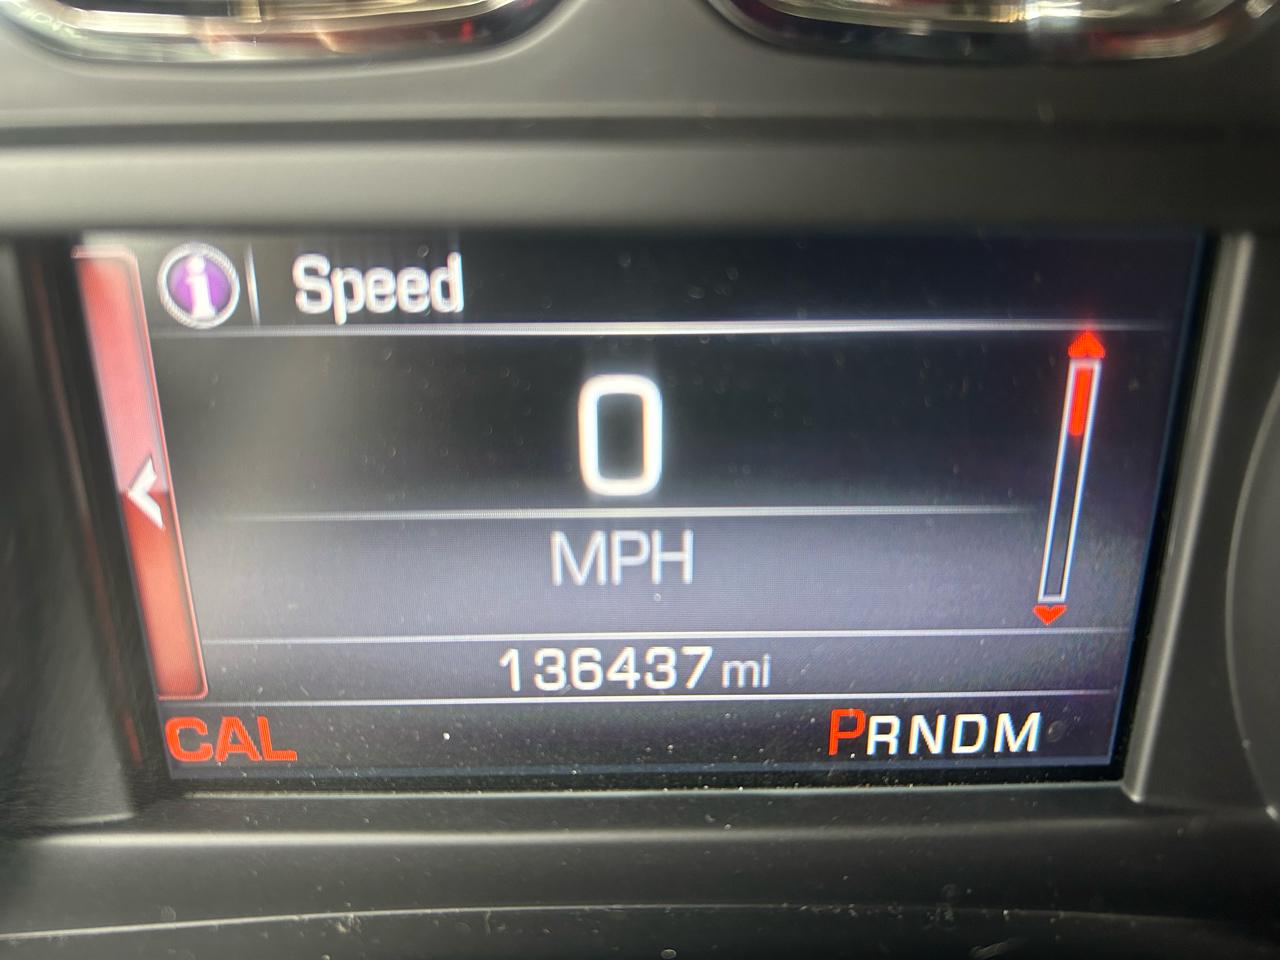 i Speed
0
MPH
136437 mi
CAL PRNDM